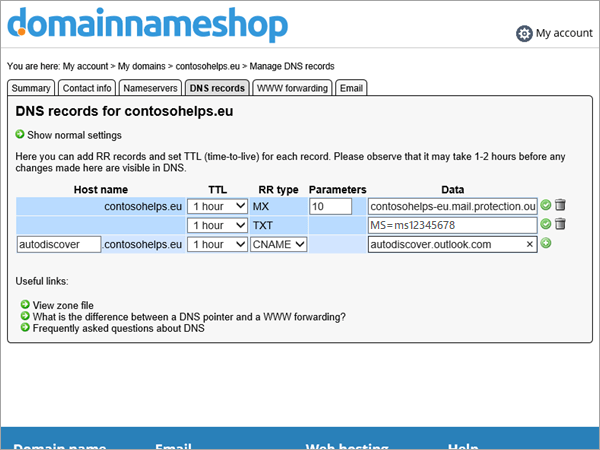 domainnameshop
My account
You are here: My account > My domains > contosohelps.eu > Manage DNS records
Summary Contact info Nameservers DNS records WWW forwarding Email
DNS records for contosohelps.eu
Show normal settings
Here you can add RR records and set TTL (time-to-live) for each record. Please observe that it may take 1-2 hours before any
changes made here are visible in DNS.
Host name TTL RR type Parameters Data
contosohelps.eu 1 hour MX 10 contosohelps-eu.mail.protection.ou
1 hour TXT MS=ms12345678
autodiscover .contosohelps.eu 1 hour CNAME autodiscover.outlook.com ×
Useful links:
View zone file
What is the difference between a DNS pointer and a WWW forwarding?
Frequently asked questions about DNS
Domain name Email Web hosting Help